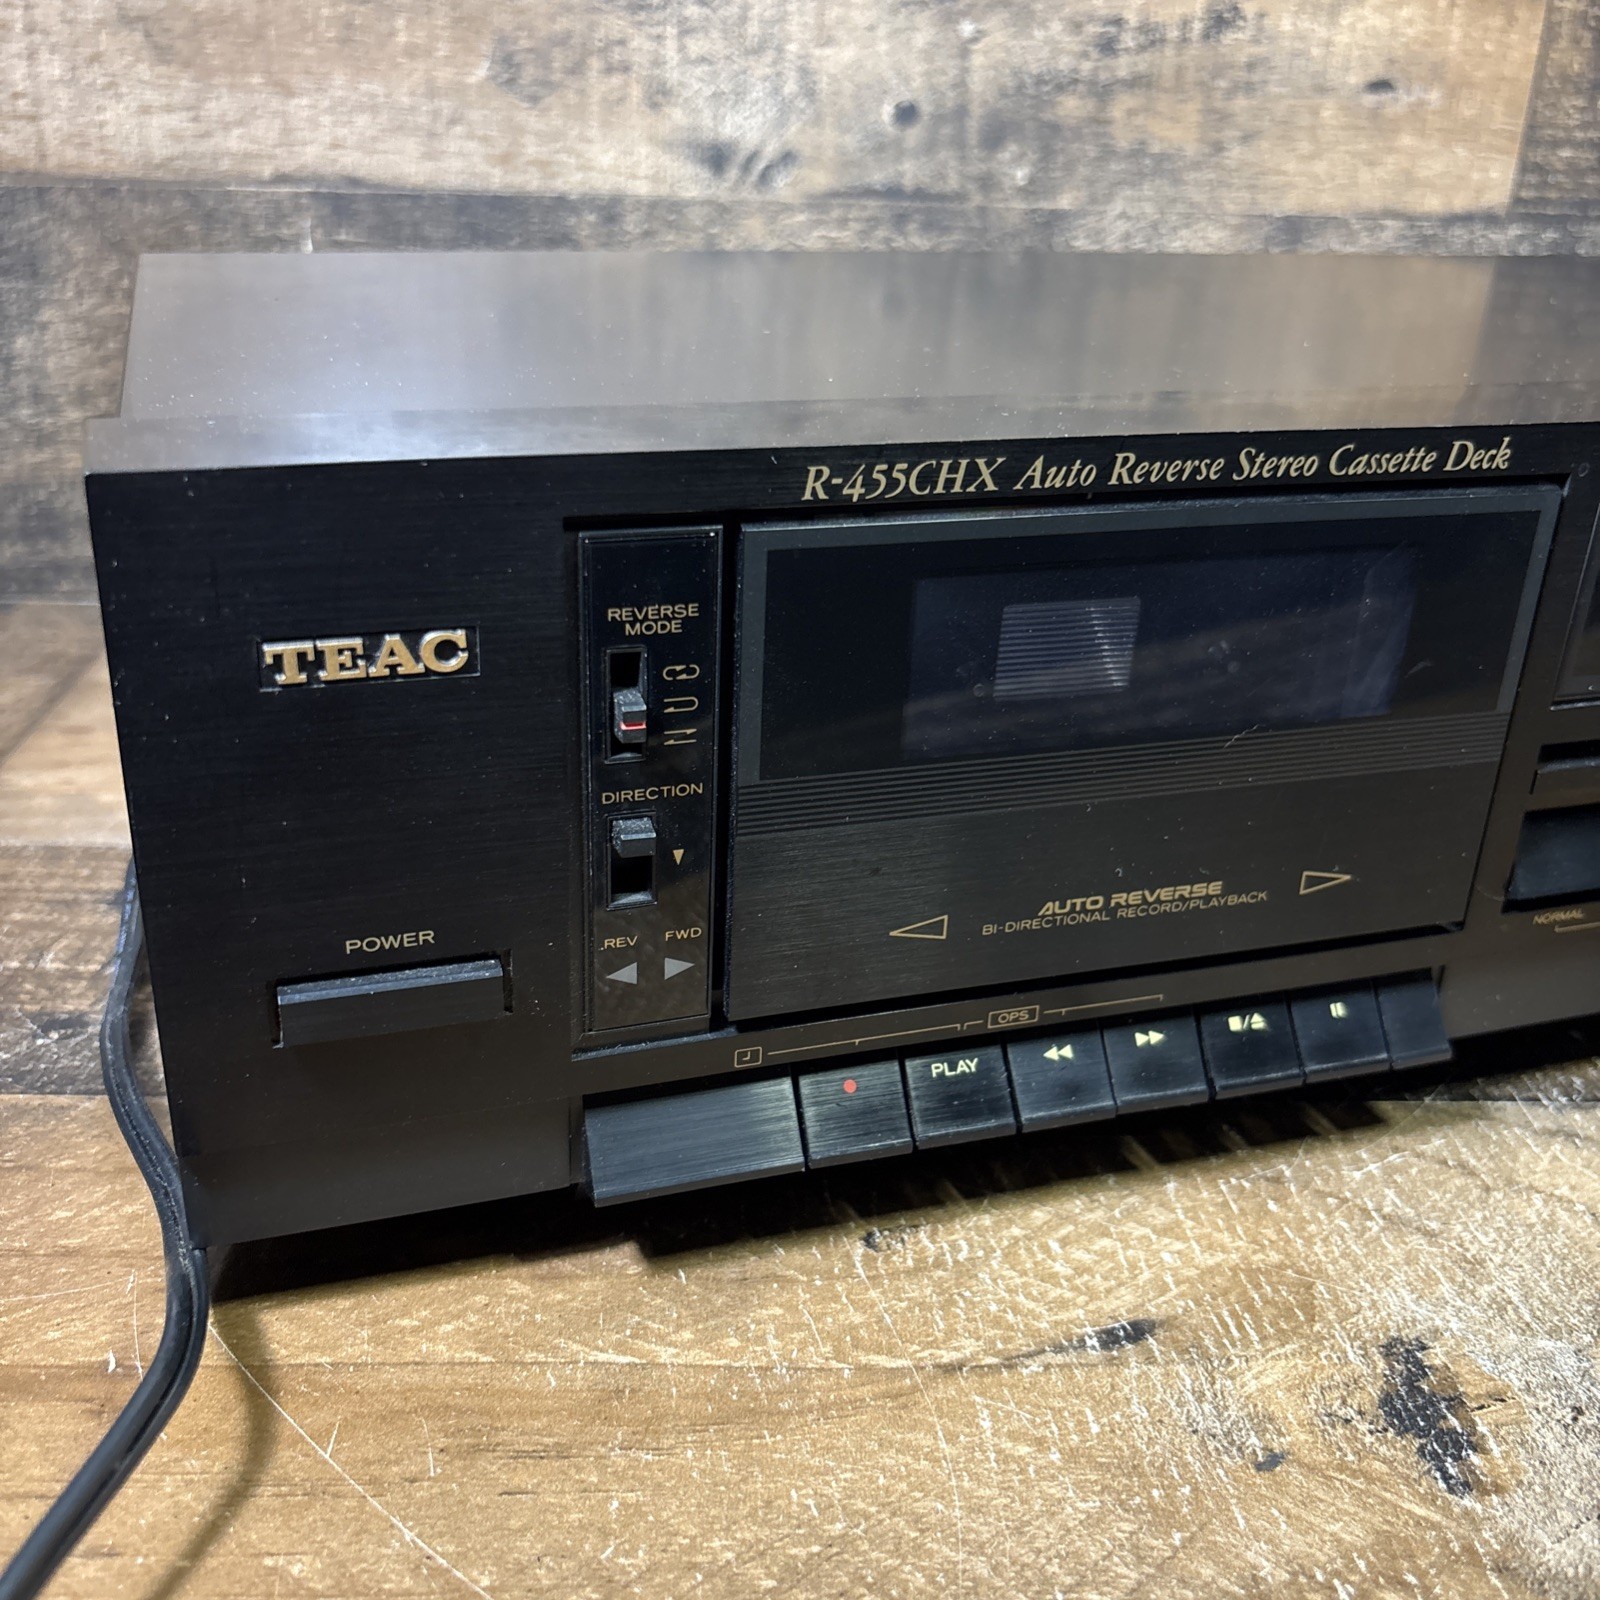 R-455CHX Auto Reverse Stereo Cassette Deck
TEAC
REVERSE
MODE
DIRECTION
REV FWD
POWER
AUTO REVERSE
BI-DIRECTIONAL RECORD/PLAYBACK
NORMAL
OPS
PLAY